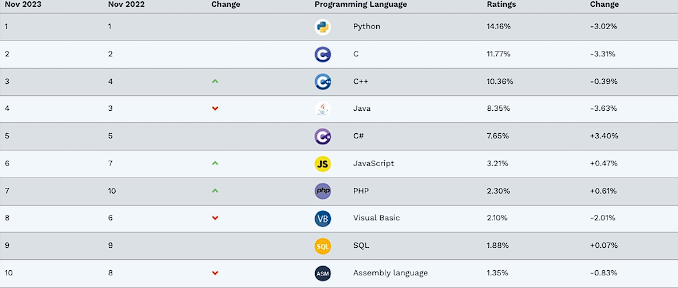 Nov 2023 Nov 2022 Change Programming Language Ratings Change
1 1 Python 14.16% -3.02%
2 2 C 11.77% -3.31%
3 4 C++ 10.36% -0.39%
4 3 Java 8.35% -3.63%
5 5 C# 7.65% +3.40%
6 7 JS JavaScript 3.21% +0.47%
7 10 php PHP 2.30% +0.61%
8 6 VB Visual Basic 2.10% -2.01%
9 9 SQL SQL 1.88% +0.07%
10 8 ASM Assembly language 1.35% -0.83%